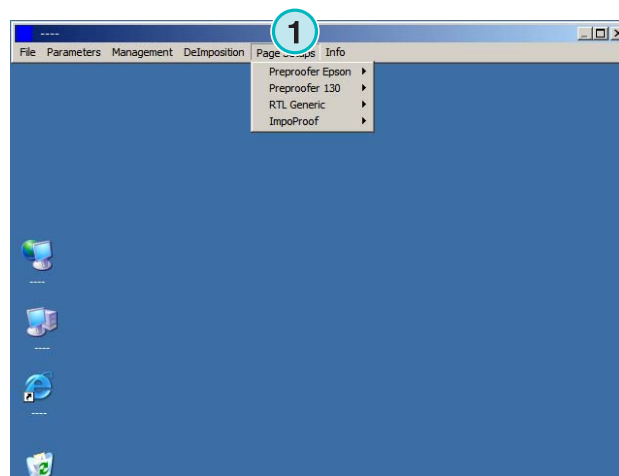 ----
1
File Parameters Management DeImposition Page Setups Info
Preproofer Epson
Preproofer 130
RTL Generic
ImpoProof
----
----
----